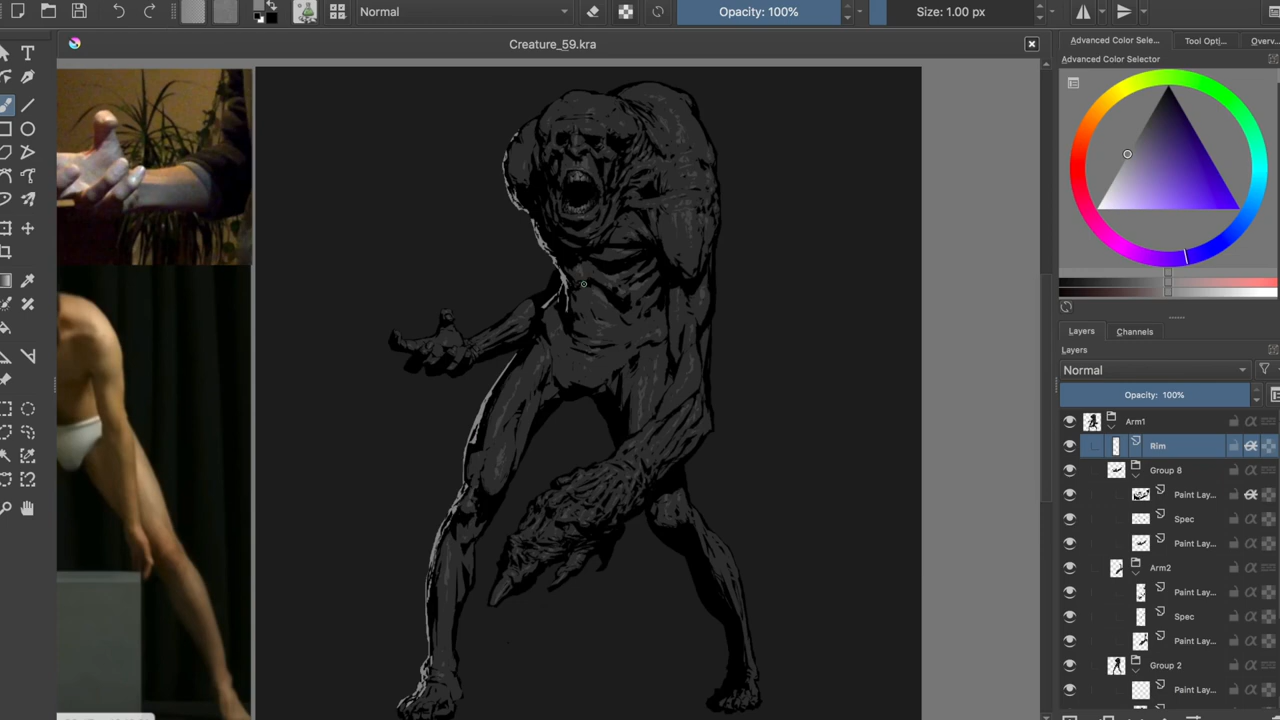 Normal
Opacity: 100%
Size: 1.00 px
Creature_59.kra
Advanced Color Sele...
Tool Opti...
Overv...
Advanced Color Selector
Layers
Channels
Layers
Normal
Opacity: 100%
Arm1
Rim
Group 8
Paint Lay...
Spec
Paint Lay...
Arm2
Paint Lay...
Spec
Paint Lay...
Group 2
Paint Lay...